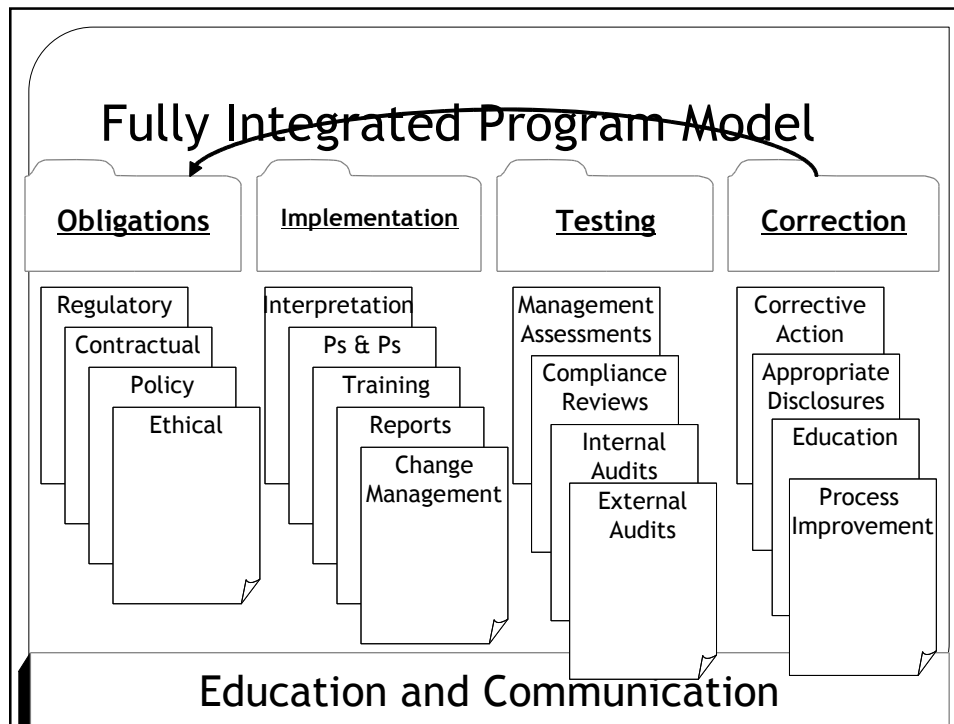 Fully Integrated Program Model
Obligations
Implementation
Testing
Correction
Regulatory
Contractual
Policy
Ethical
Interpretation
Ps & Ps
Training
Reports
Change
Management
Management
Assessments
Compliance
Reviews
Internal
Audits
External
Audits
Corrective
Action
Appropriate
Disclosures
Education
Process
Improvement
Education and Communication